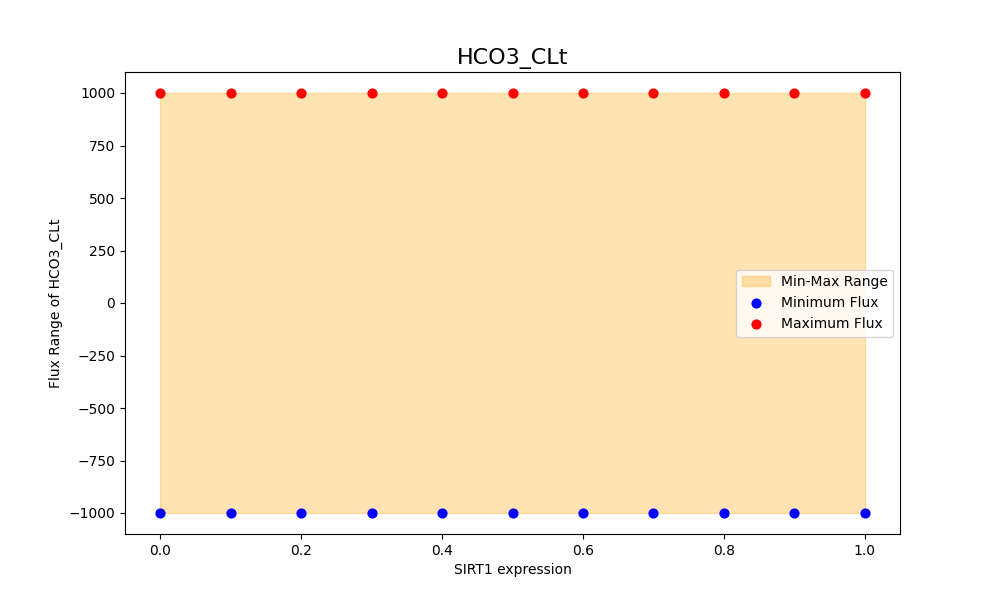 HCO3_CLt
Flux Range of HCO3_CLt
1000
750
500
250
0
−250
−500
−750
−1000
Min-Max Range
Minimum Flux
Maximum Flux
0.0 0.2 0.4 0.6 0.8 1.0
SIRT1 expression